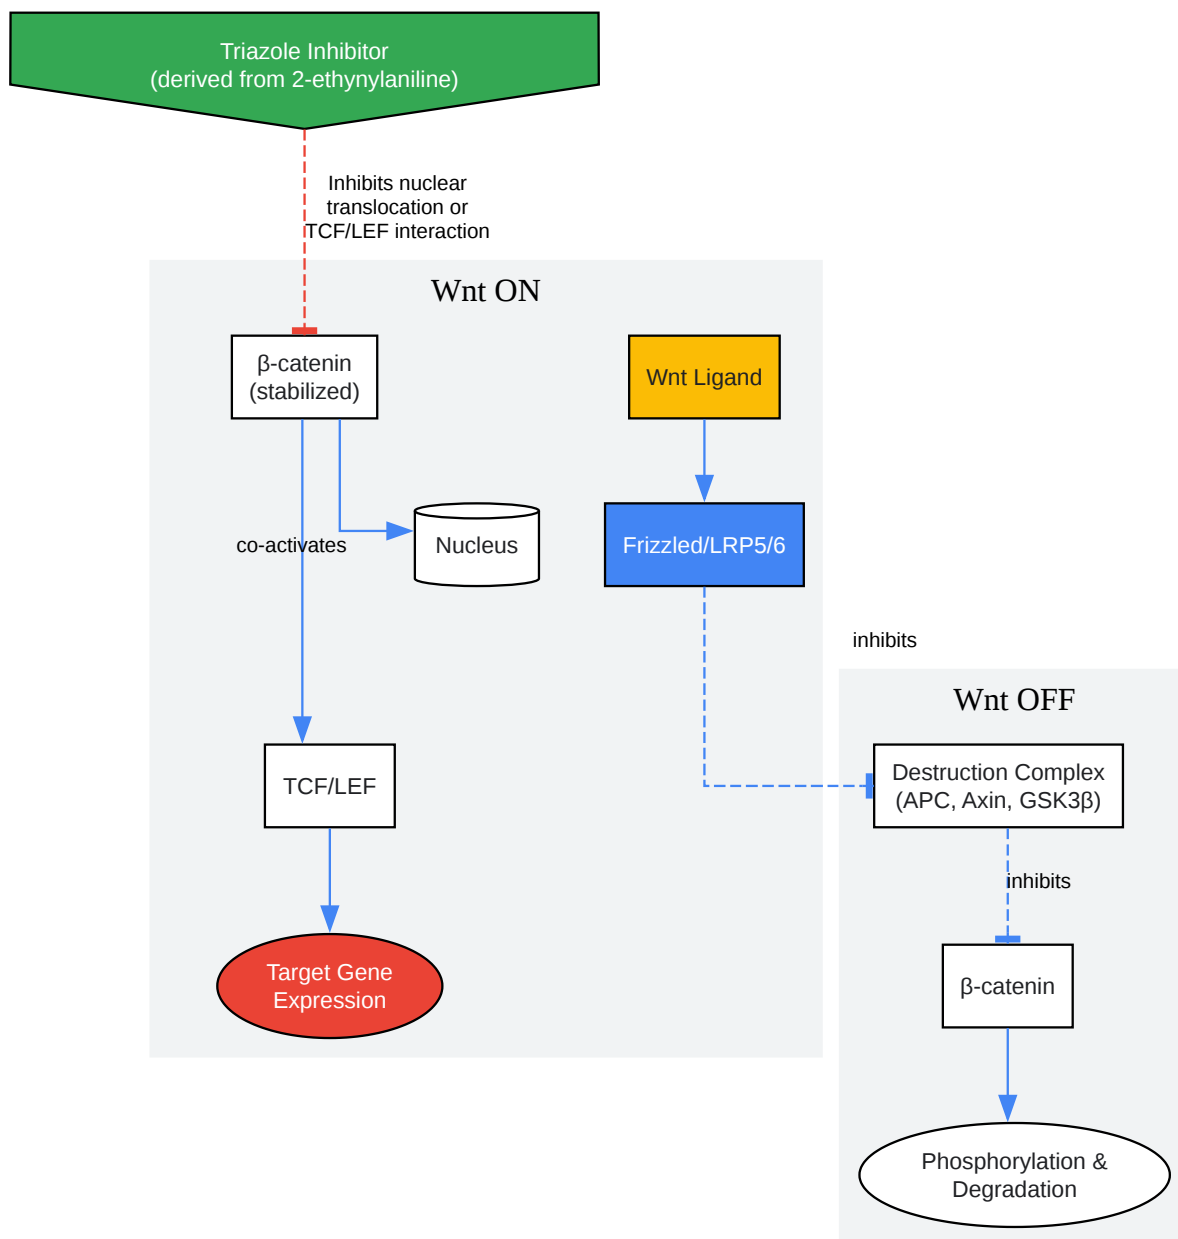 Triazole Inhibitor
(derived from 2-ethynylaniline)
Inhibits nuclear
translocation or
TCF/LEF interaction
Wnt ON
β-catenin
(stabilized)
Wnt Ligand
co-activates
Nucleus
Frizzled/LRP5/6
inhibits
Wnt OFF
TCF/LEF
Destruction Complex
(APC, Axin, GSK3β)
inhibits
Target Gene
Expression
β-catenin
Phosphorylation &
Degradation